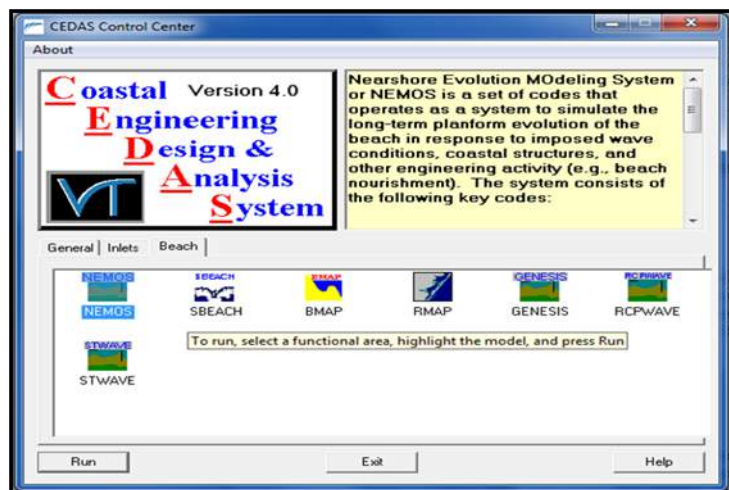 CEDAS Control Center
About
Coastal Version 4.0
Engineering
Design &
Analysis
System
VT
Nearshore Evolution MOdeling System
or NEMOS is a set of codes that
operates as a system to simulate the
long-term planform evolution of the
beach in response to imposed wave
conditions, coastal structures, and
other engineering activity (e.g., beach
nourishment). The system consists of
the following key codes:
General Inlets Beach
NEMOS SBEACH BMAP GENESIS RCPWAVE
NEMOS SBEACH BMAP RMAP GENESIS RCPWAVE
STWAVE
STWAVE
To run, select a functional area, highlight the model, and press Run
Run Exit Help